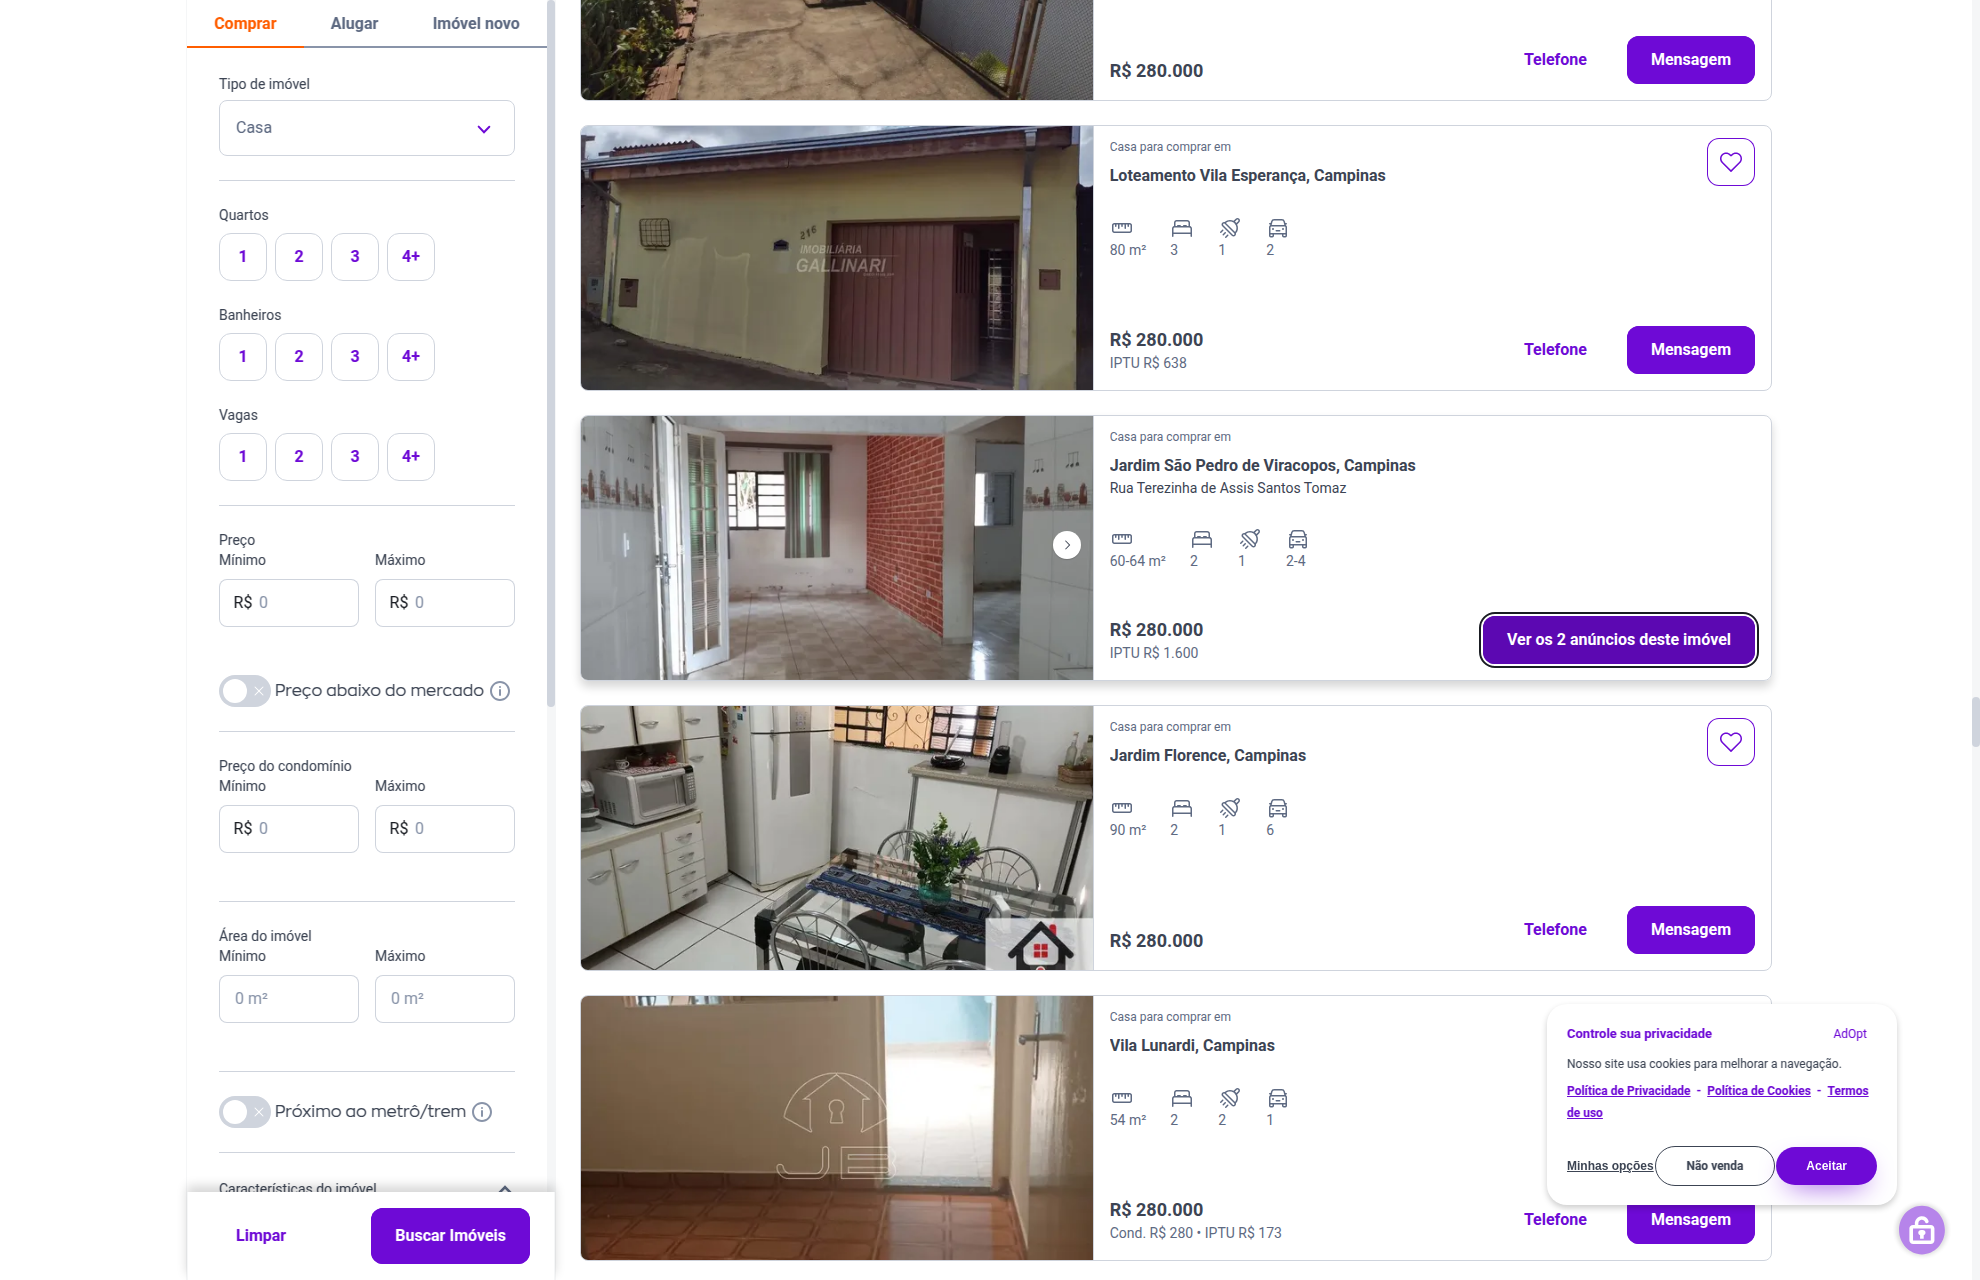 Comprar
Alugar
Imóvel novo
Tipo de imóvel
Casa
Quartos
1
2
3
4+
Banheiros
1
2
3
4+
Vagas
1
2
3
4+
Preço
Mínimo
Máximo
R$ 0
R$ 0
Preço abaixo do mercado
Preço do condomínio
Mínimo
Máximo
R$ 0
R$ 0
Área do imóvel
Mínimo
Máximo
0 m²
0 m²
Próximo ao metrô/trem
Características do imóvel
Limpar
Buscar Imóveis
R$ 280.000
Telefone
Mensagem
216
IMOBILIÁRIA
GALLINARI
Casa para comprar em
Loteamento Vila Esperança, Campinas
80 m²
3
1
2
R$ 280.000
IPTU R$ 638
Telefone
Mensagem
Casa para comprar em
Jardim São Pedro de Viracopos, Campinas
Rua Terezinha de Assis Santos Tomaz
60-64 m²
2
1
2-4
R$ 280.000
IPTU R$ 1.600
Ver os 2 anúncios deste imóvel
Casa para comprar em
Jardim Florence, Campinas
90 m²
2
1
6
R$ 280.000
Telefone
Mensagem
JB
Casa para comprar em
Vila Lunardi, Campinas
54 m²
2
2
1
R$ 280.000
Cond. R$ 280 • IPTU R$ 173
Telefone
Mensagem
Controle sua privacidade
AdOpt
Nosso site usa cookies para melhorar a navegação.
Política de Privacidade - Política de Cookies - Termos
de uso
Minhas opções
Não venda
Aceitar